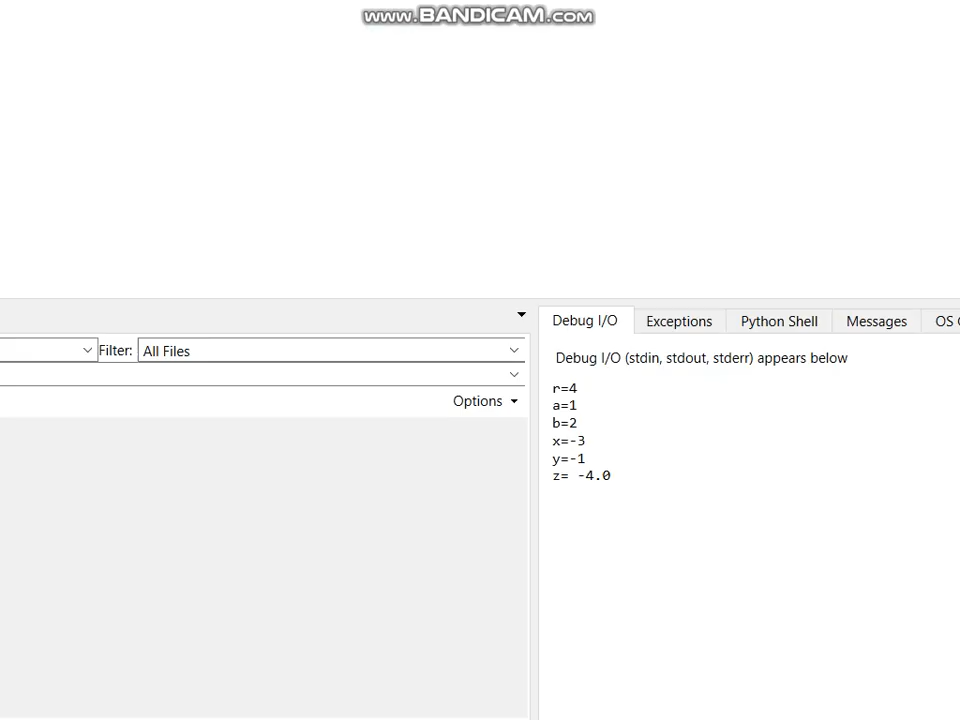 www.BANDICAM.com
Debug I/O Exceptions Python Shell Messages OS
Filter: All Files
Debug I/O (stdin, stdout, stderr) appears below
Options
r=4
a=1
b=2
x=-3
y=-1
z= -4.0